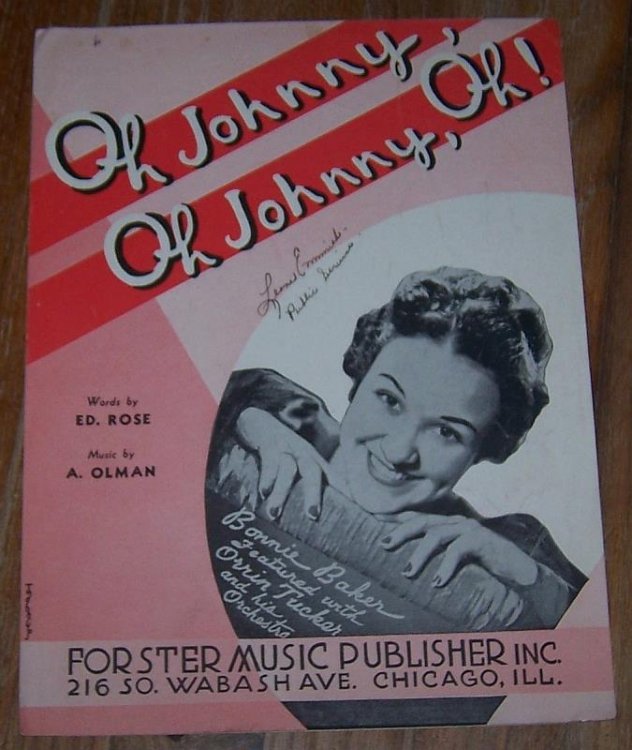 Oh Johnny,
Oh Johnny, Oh!
Words by
ED. ROSE
Music by
A. OLMAN
Bonnie Baker
Featured with
Orrin Tucker
and his
Orchestra
FORSTER MUSIC PUBLISHER INC.
216 SO. WABASH AVE. CHICAGO, ILL.